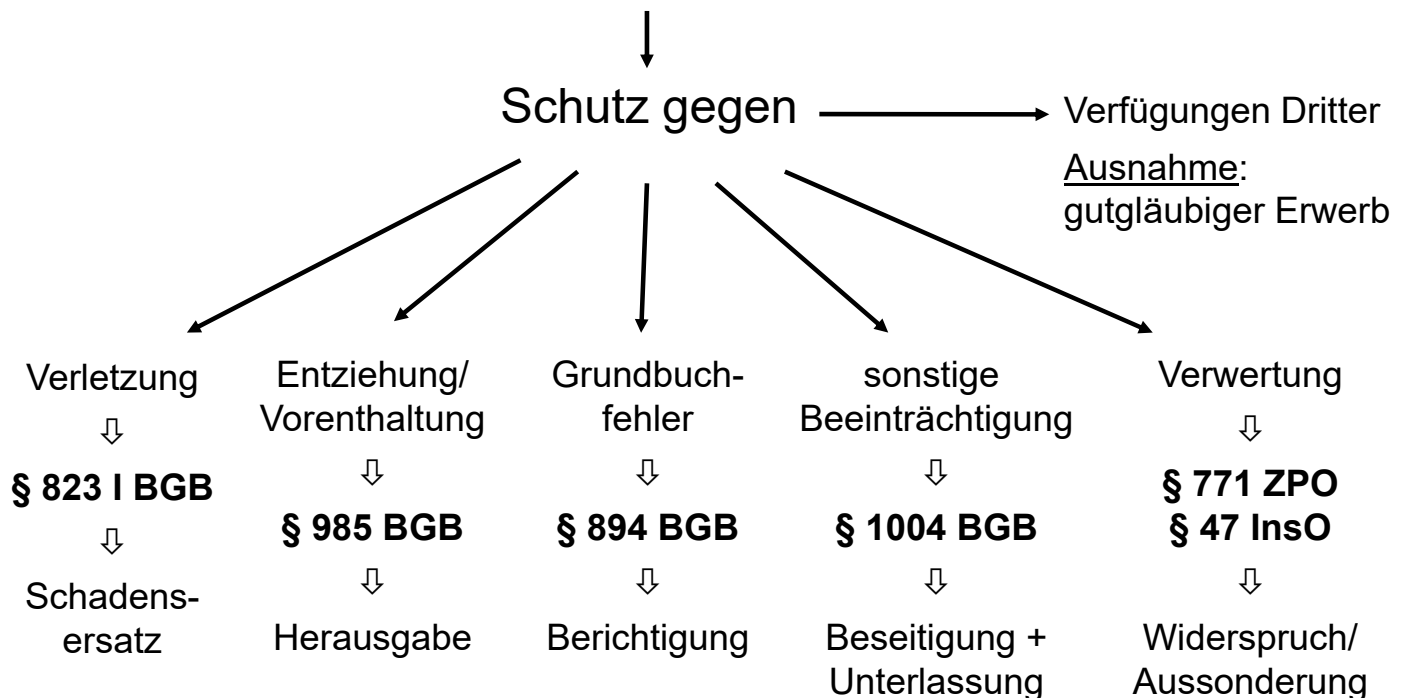 Schutz gegen
Verfügungen Dritter
Ausnahme:
gutgläubiger Erwerb
Verletzung
⇩
§ 823 I BGB
⇩
Schadens-
ersatz
Entziehung/
Vorenthaltung
⇩
§ 985 BGB
⇩
Herausgabe
Grundbuch-
fehler
⇩
§ 894 BGB
⇩
Berichtigung
sonstige
Beeinträchtigung
⇩
§ 1004 BGB
⇩
Beseitigung +
Unterlassung
Verwertung
⇩
§ 771 ZPO
§ 47 InsO
⇩
Widerspruch/
Aussonderung